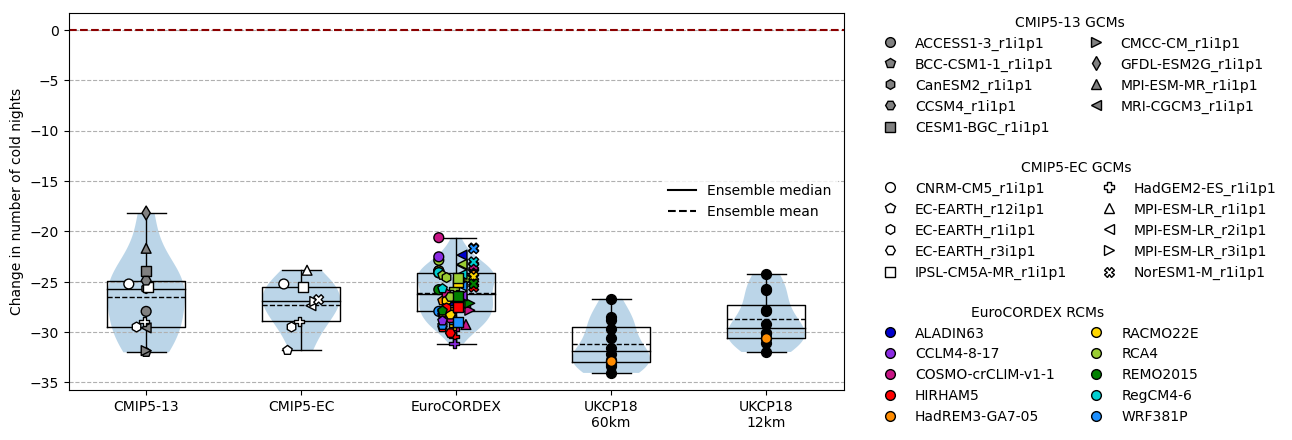 Change in number of cold nights
0
−5
−10
−15
−20
−25
−30
−35
CMIP5-13
CMIP5-EC
EuroCORDEX
UKCP18
60km
UKCP18
12km
Ensemble median
Ensemble mean
CMIP5-13 GCMs
ACCESS1-3_r1i1p1
BCC-CSM1-1_r1i1p1
CanESM2_r1i1p1
CCSM4_r1i1p1
CESM1-BGC_r1i1p1
CMCC-CM_r1i1p1
GFDL-ESM2G_r1i1p1
MPI-ESM-MR_r1i1p1
MRI-CGCM3_r1i1p1
CMIP5-EC GCMs
CNRM-CM5_r1i1p1
EC-EARTH_r12i1p1
EC-EARTH_r1i1p1
EC-EARTH_r3i1p1
IPSL-CM5A-MR_r1i1p1
HadGEM2-ES_r1i1p1
MPI-ESM-LR_r1i1p1
MPI-ESM-LR_r2i1p1
MPI-ESM-LR_r3i1p1
NorESM1-M_r1i1p1
EuroCORDEX RCMs
ALADIN63
CCLM4-8-17
COSMO-crCLIM-v1-1
HIRHAM5
HadREM3-GA7-05
RACMO22E
RCA4
REMO2015
RegCM4-6
WRF381P